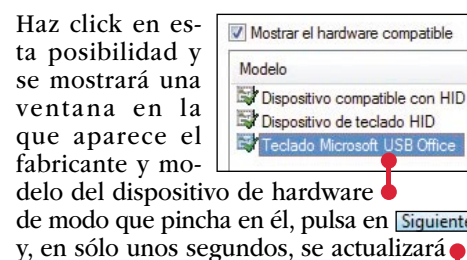 Haz click en es-
ta posibilidad y
se mostrará una
ventana en la
que aparece el
fabricante y mo-
delo del dispositivo de hardware
de modo que pincha en él, pulsa en Siguiente
y, en sólo unos segundos, se actualizará
Mostrar el hardware compatible
Modelo
Dispositivo compatible con HID
Dispositivo de teclado HID
Teclado Microsoft USB Office